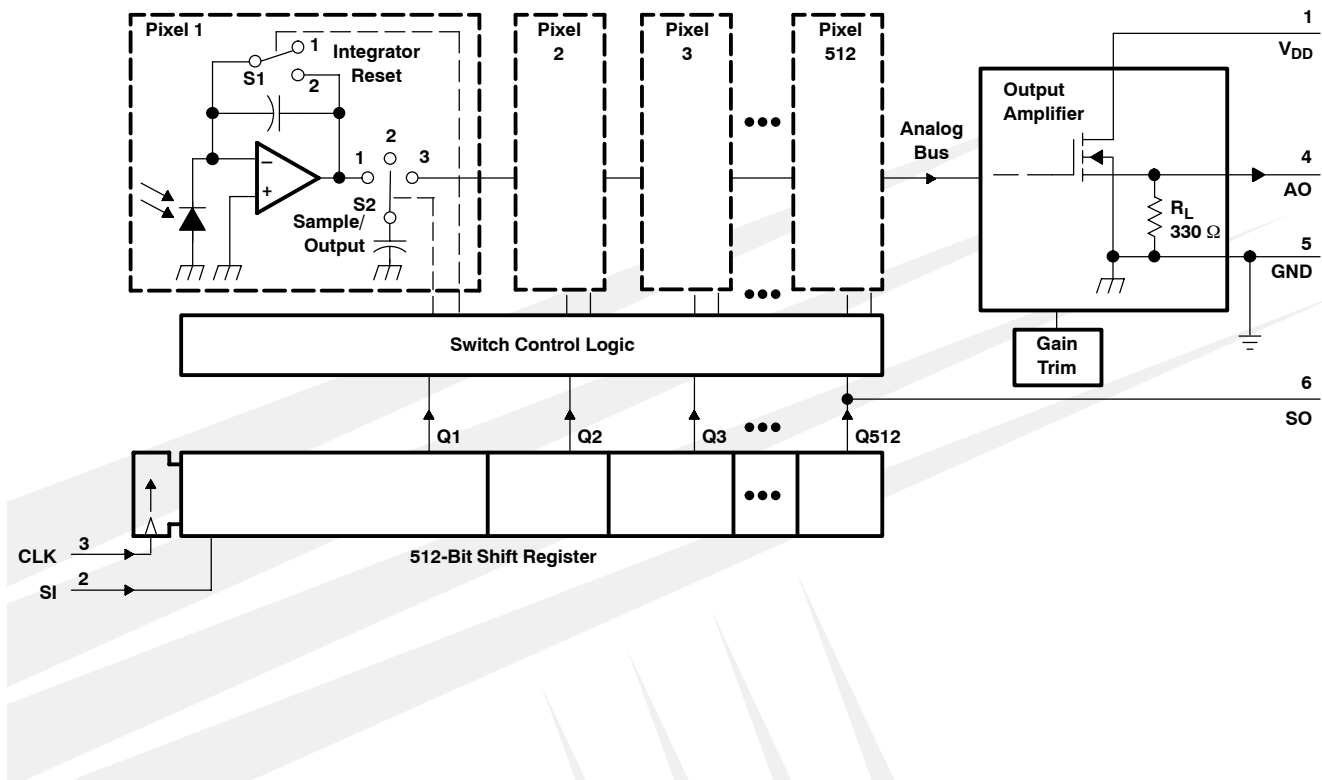 Pixel 1
1
Integrator
Reset
S1
2
1
2
3
−
+
S2
Sample/
Output
Pixel
2
Pixel
3
Pixel
512
Analog
Bus
Output
Amplifier
1
VDD
4
AO
RL
330 Ω
5
GND
Gain
Trim
Switch Control Logic
6
SO
Q1
Q2
Q3
Q512
CLK
3
SI
2
512-Bit Shift Register